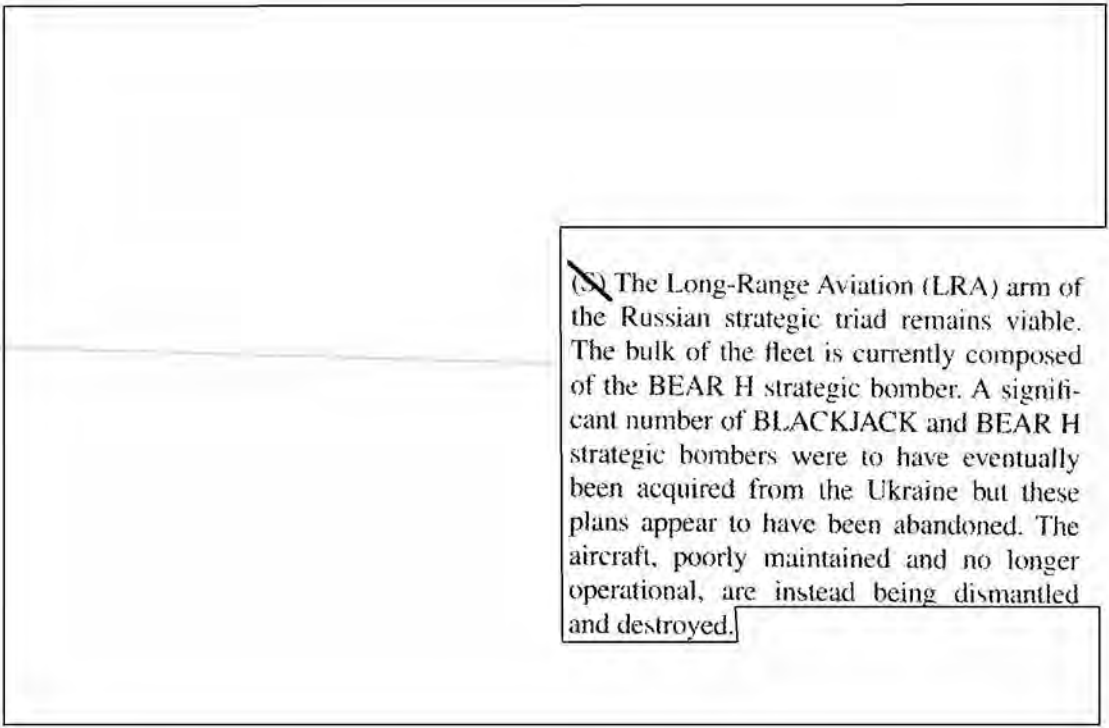 (S) The Long-Range Aviation (LRA) arm of
the Russian strategic triad remains viable.
The bulk of the fleet is currently composed
of the BEAR H strategic bomber. A signifi-
cant number of BLACKJACK and BEAR H
strategic bombers were to have eventually
been acquired from the Ukraine but these
plans appear to have been abandoned. The
aircraft, poorly maintained and no longer
operational, are instead being dismantled
and destroyed.